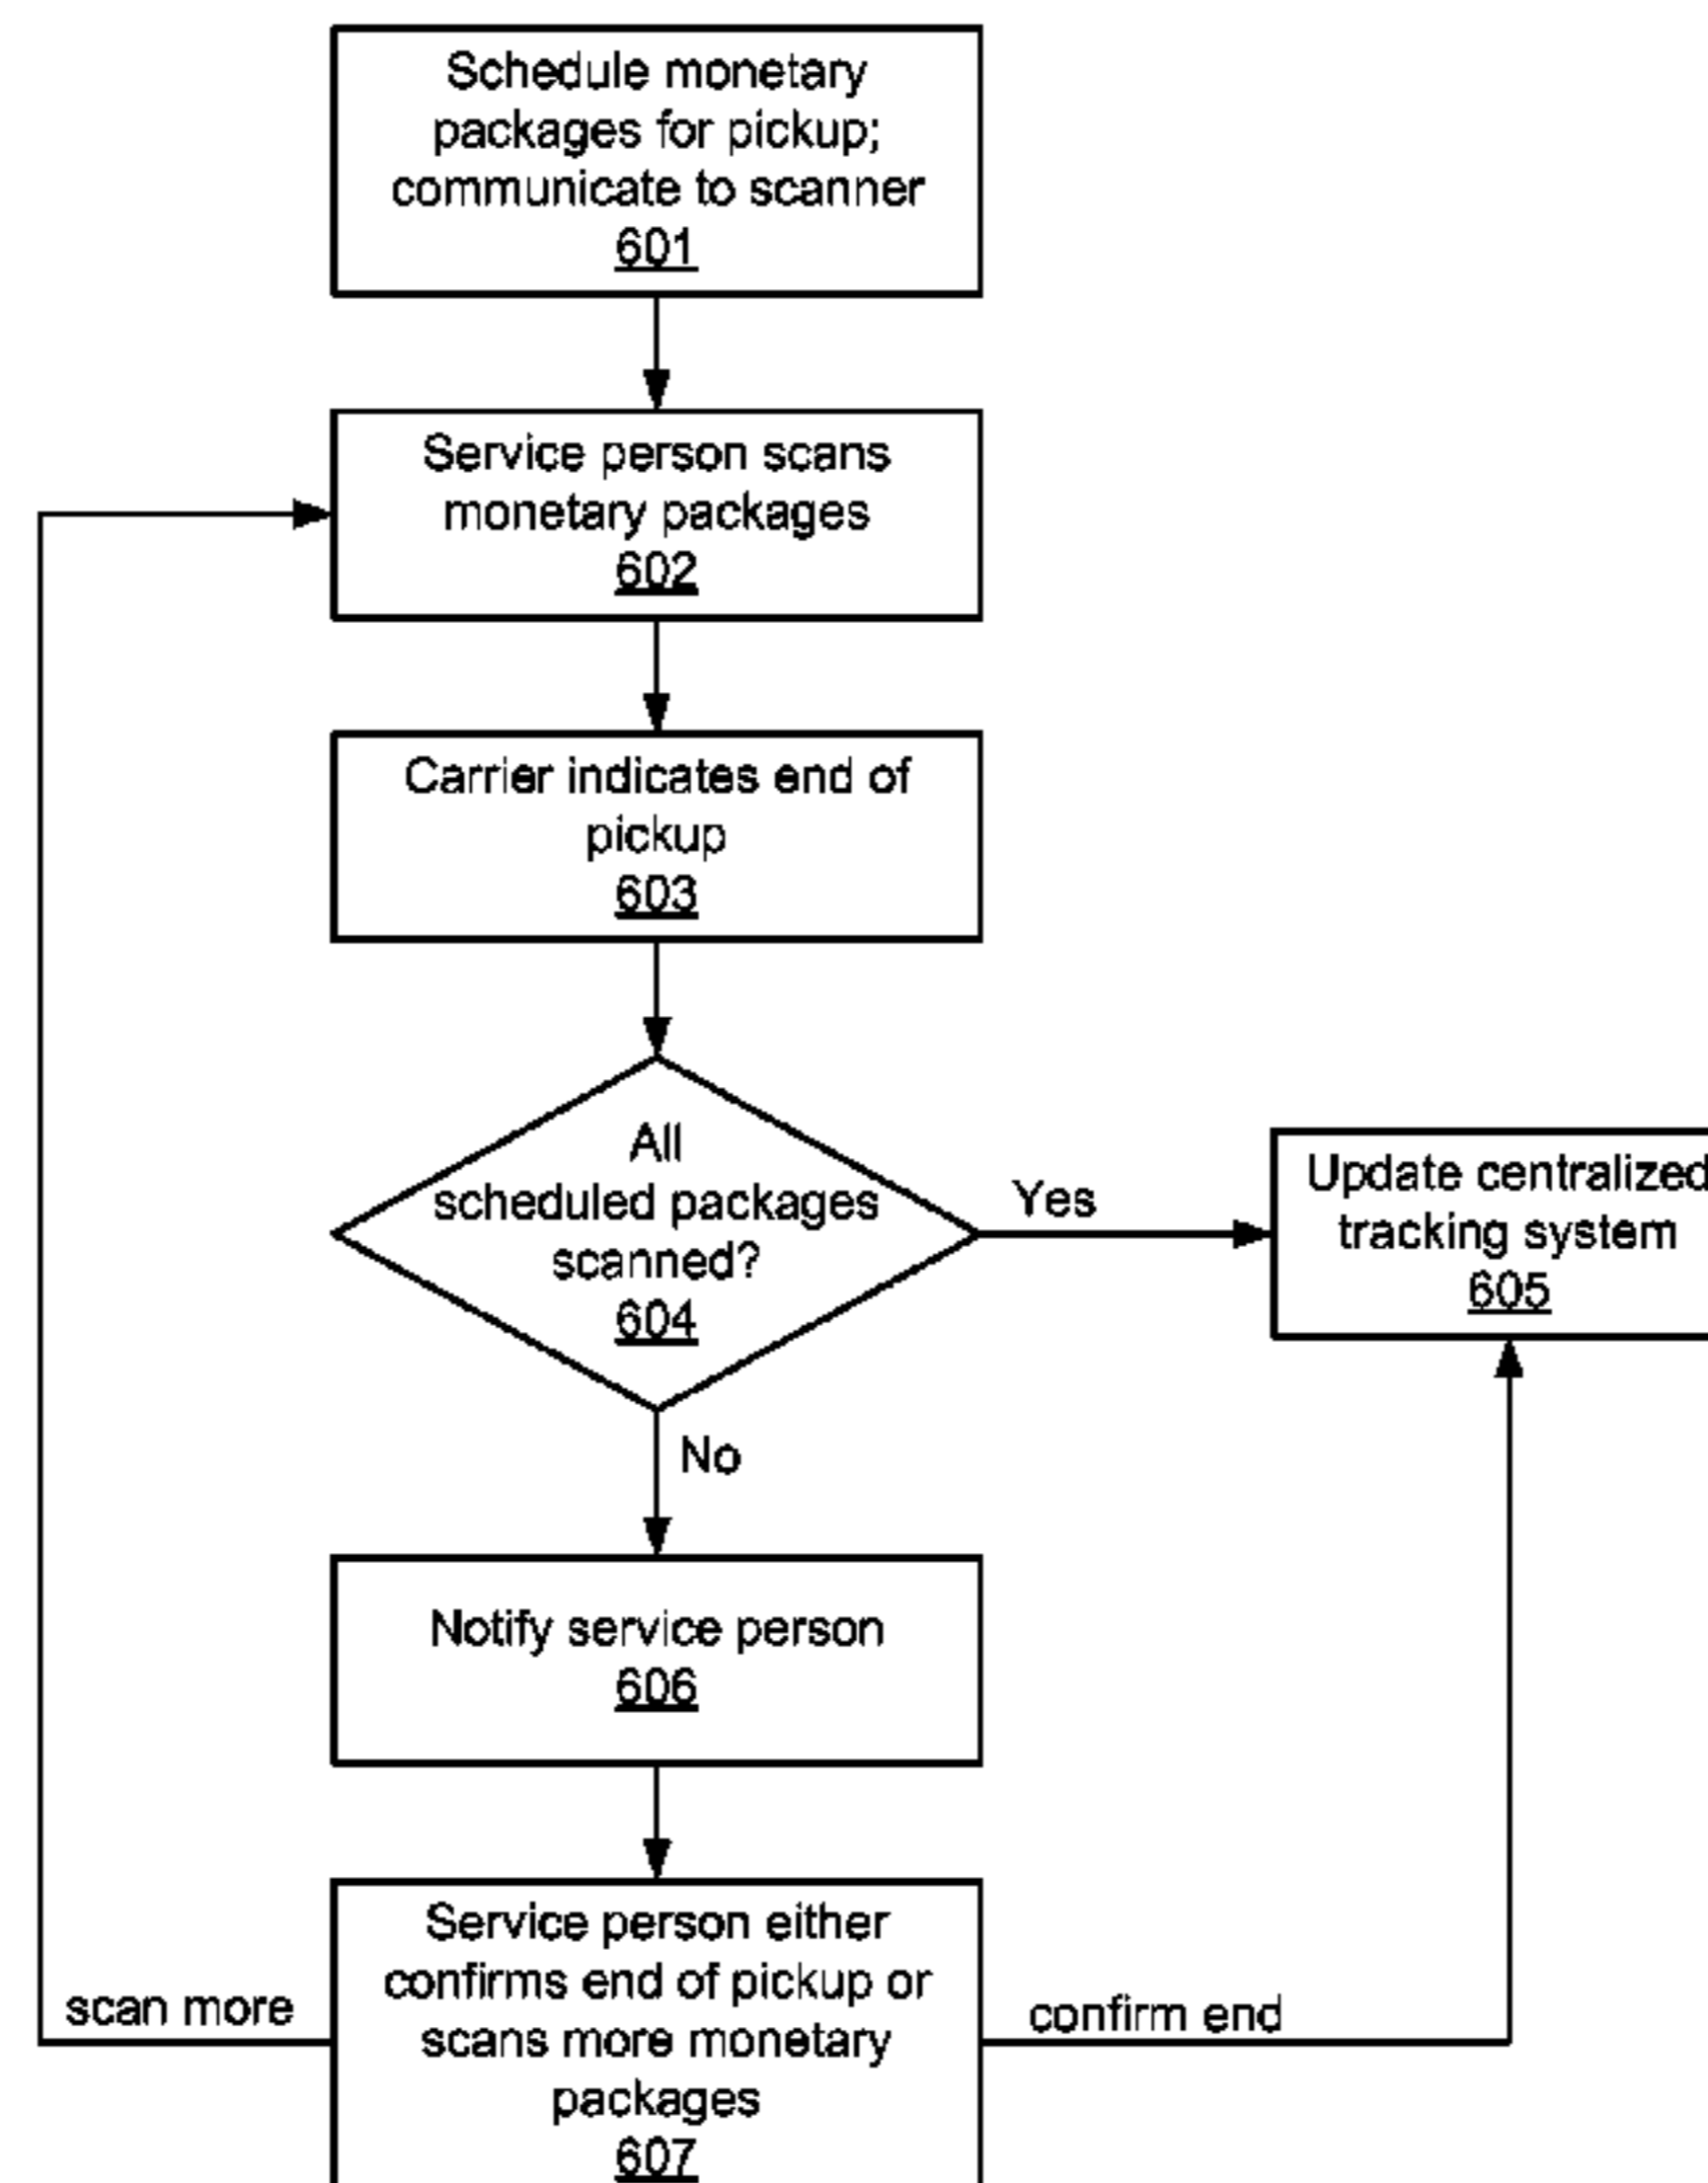 Schedule monetary
packages for pickup;
communicate to scanner
601
Service person scans
monetary packages
602
Carrier indicates end of
pickup
603
All
scheduled packages
scanned?
604
Yes
Update centralized
tracking system
605
No
Notify service person
606
Service person either
confirms end of pickup or
scans more monetary
packages
607
scan more
confirm end